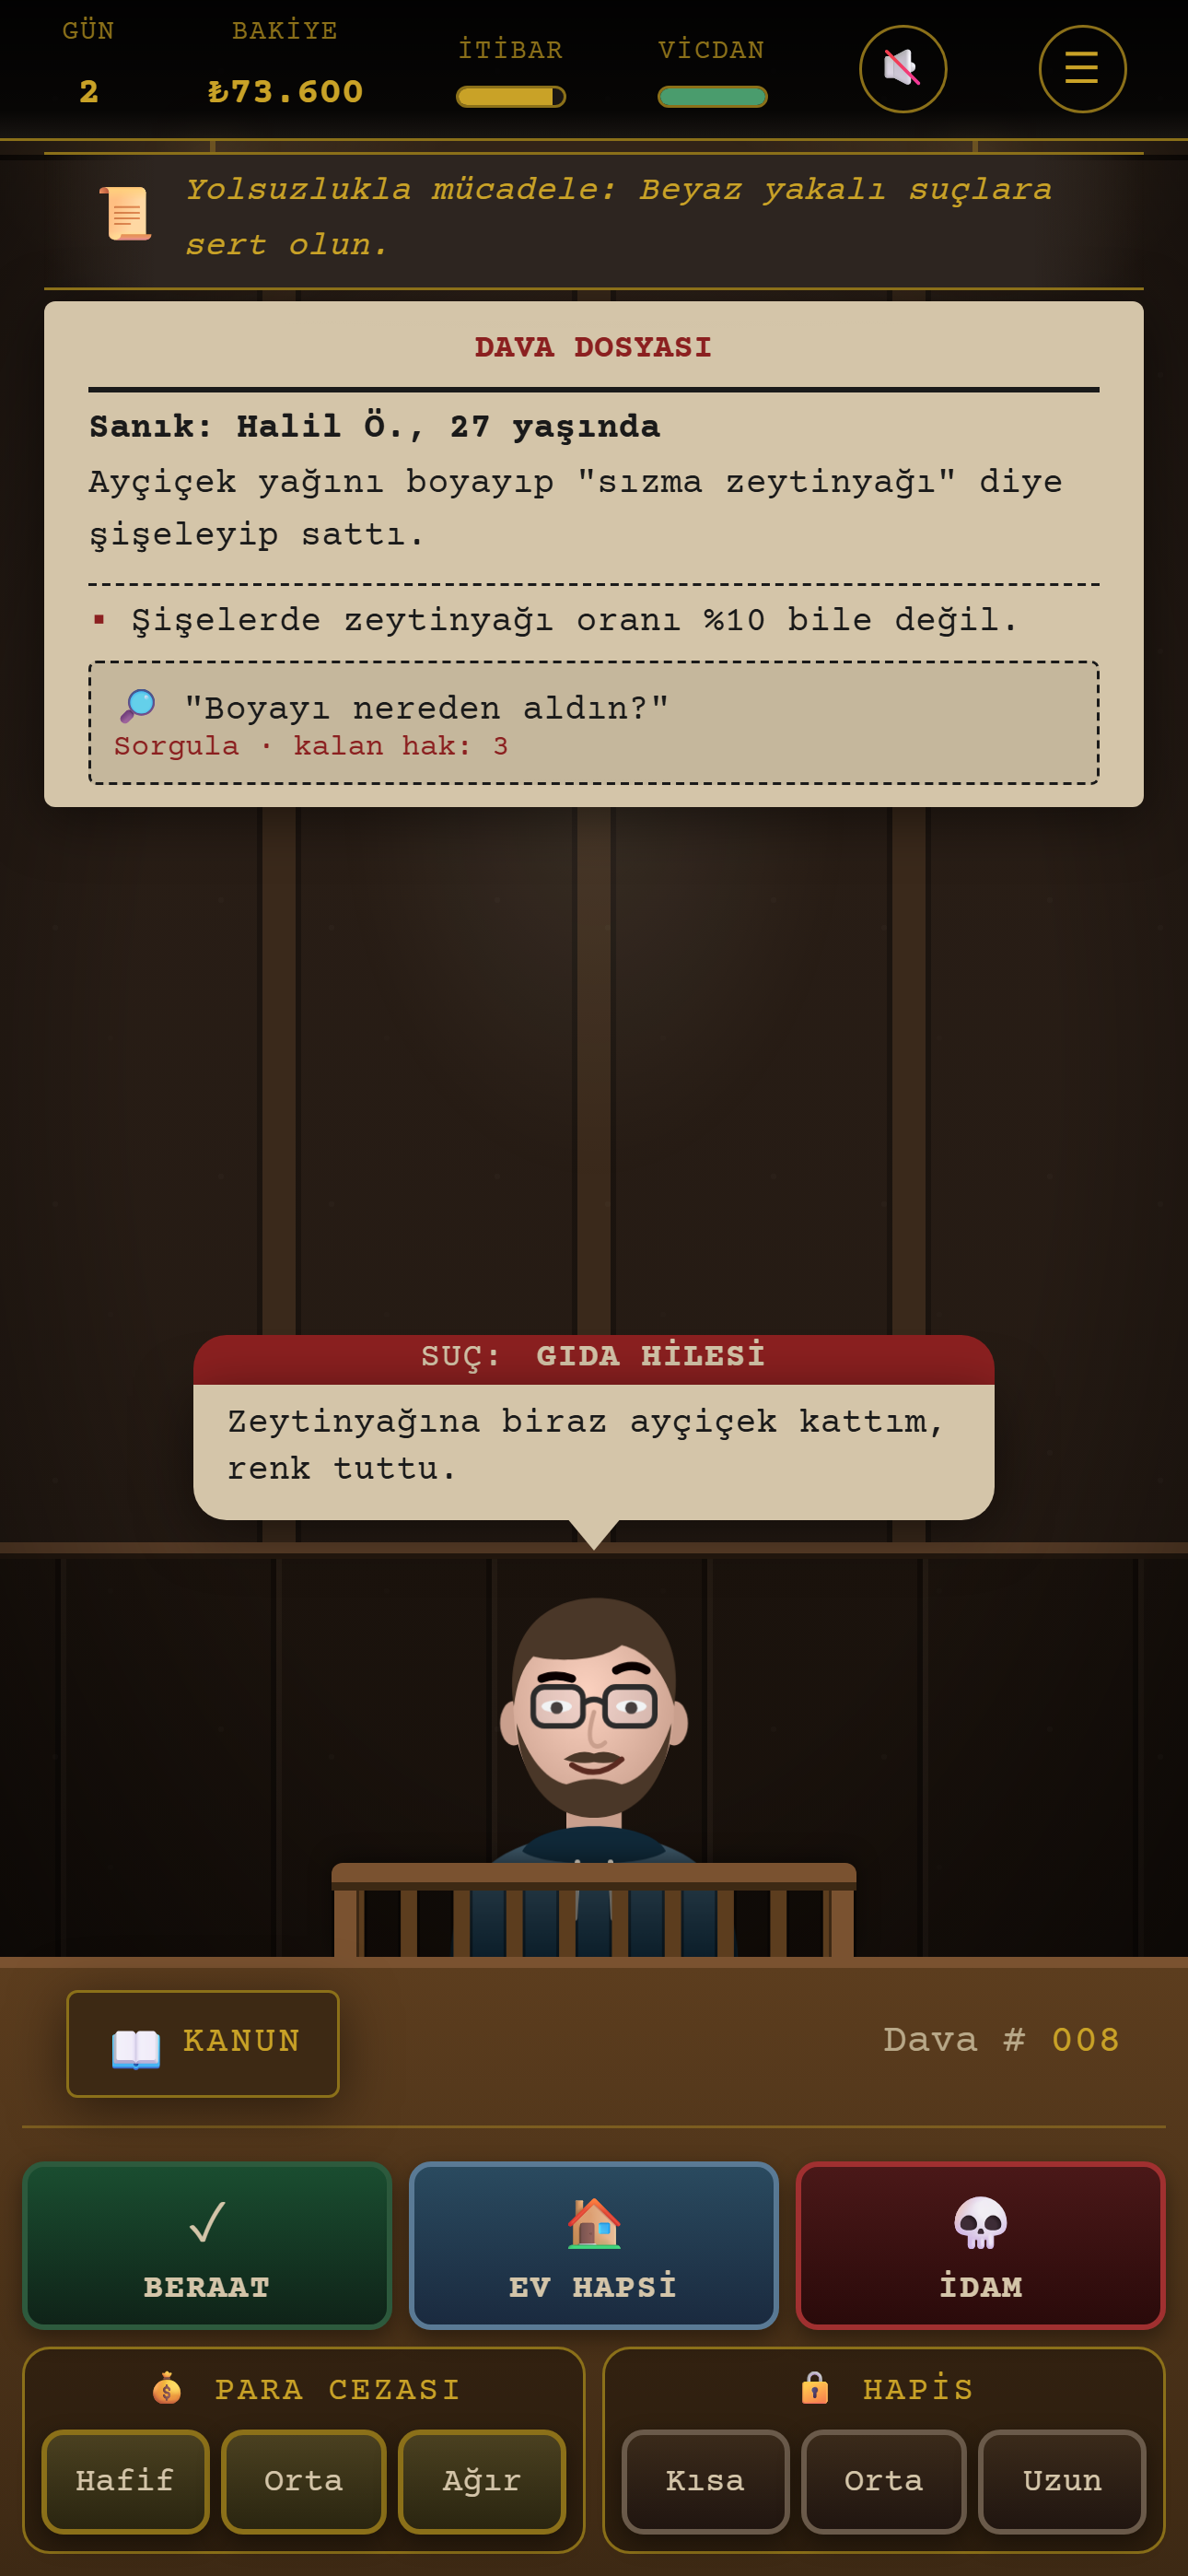 GÜN
2
BAKİYE
₺73.600
İTİBAR
VİCDAN
Yolsuzlukla mücadele: Beyaz yakalı suçlara
sert olun.
DAVA DOSYASI
Sanık: Halil Ö., 27 yaşında
Ayçiçek yağını boyayıp "sızma zeytinyağı" diye
şişeleyip sattı.
Şişelerde zeytinyağı oranı %10 bile değil.
"Boyayı nereden aldın?"
Sorgula · kalan hak: 3
SUÇ: GIDA HİLESİ
Zeytinyağına biraz ayçiçek kattım,
renk tuttu.
KANUN
Dava # 008
BERAAT
EV HAPSİ
İDAM
PARA CEZASI
Hafif
Orta
Ağır
HAPİS
Kısa
Orta
Uzun